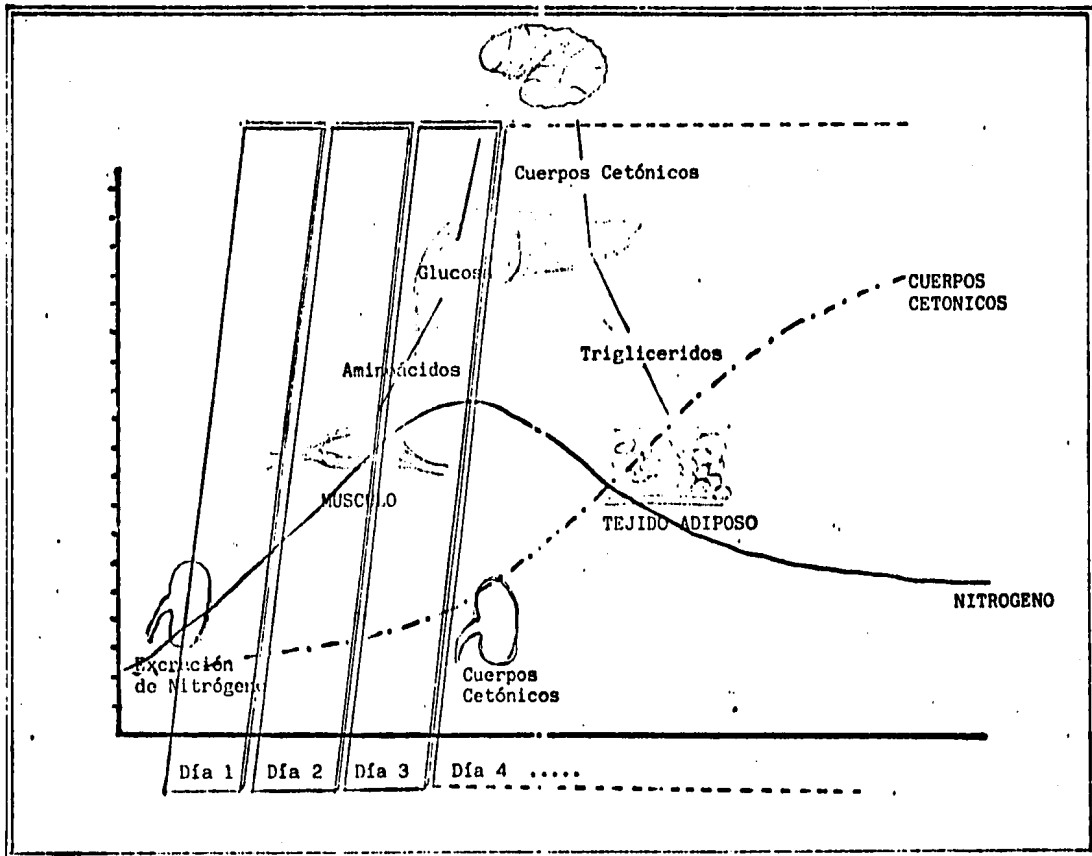 Cuerpos Cetónicos
Glucosa
CUERPOS
CETONICOS
Trigliceridos
Aminoácidos
MUSCULO
TEJIDO ADIPOSO
NITROGENO
Excreción
de Nitrógeno
Cuerpos
Cetónicos
Día 1
Día 2
Día 3
Día 4 .....